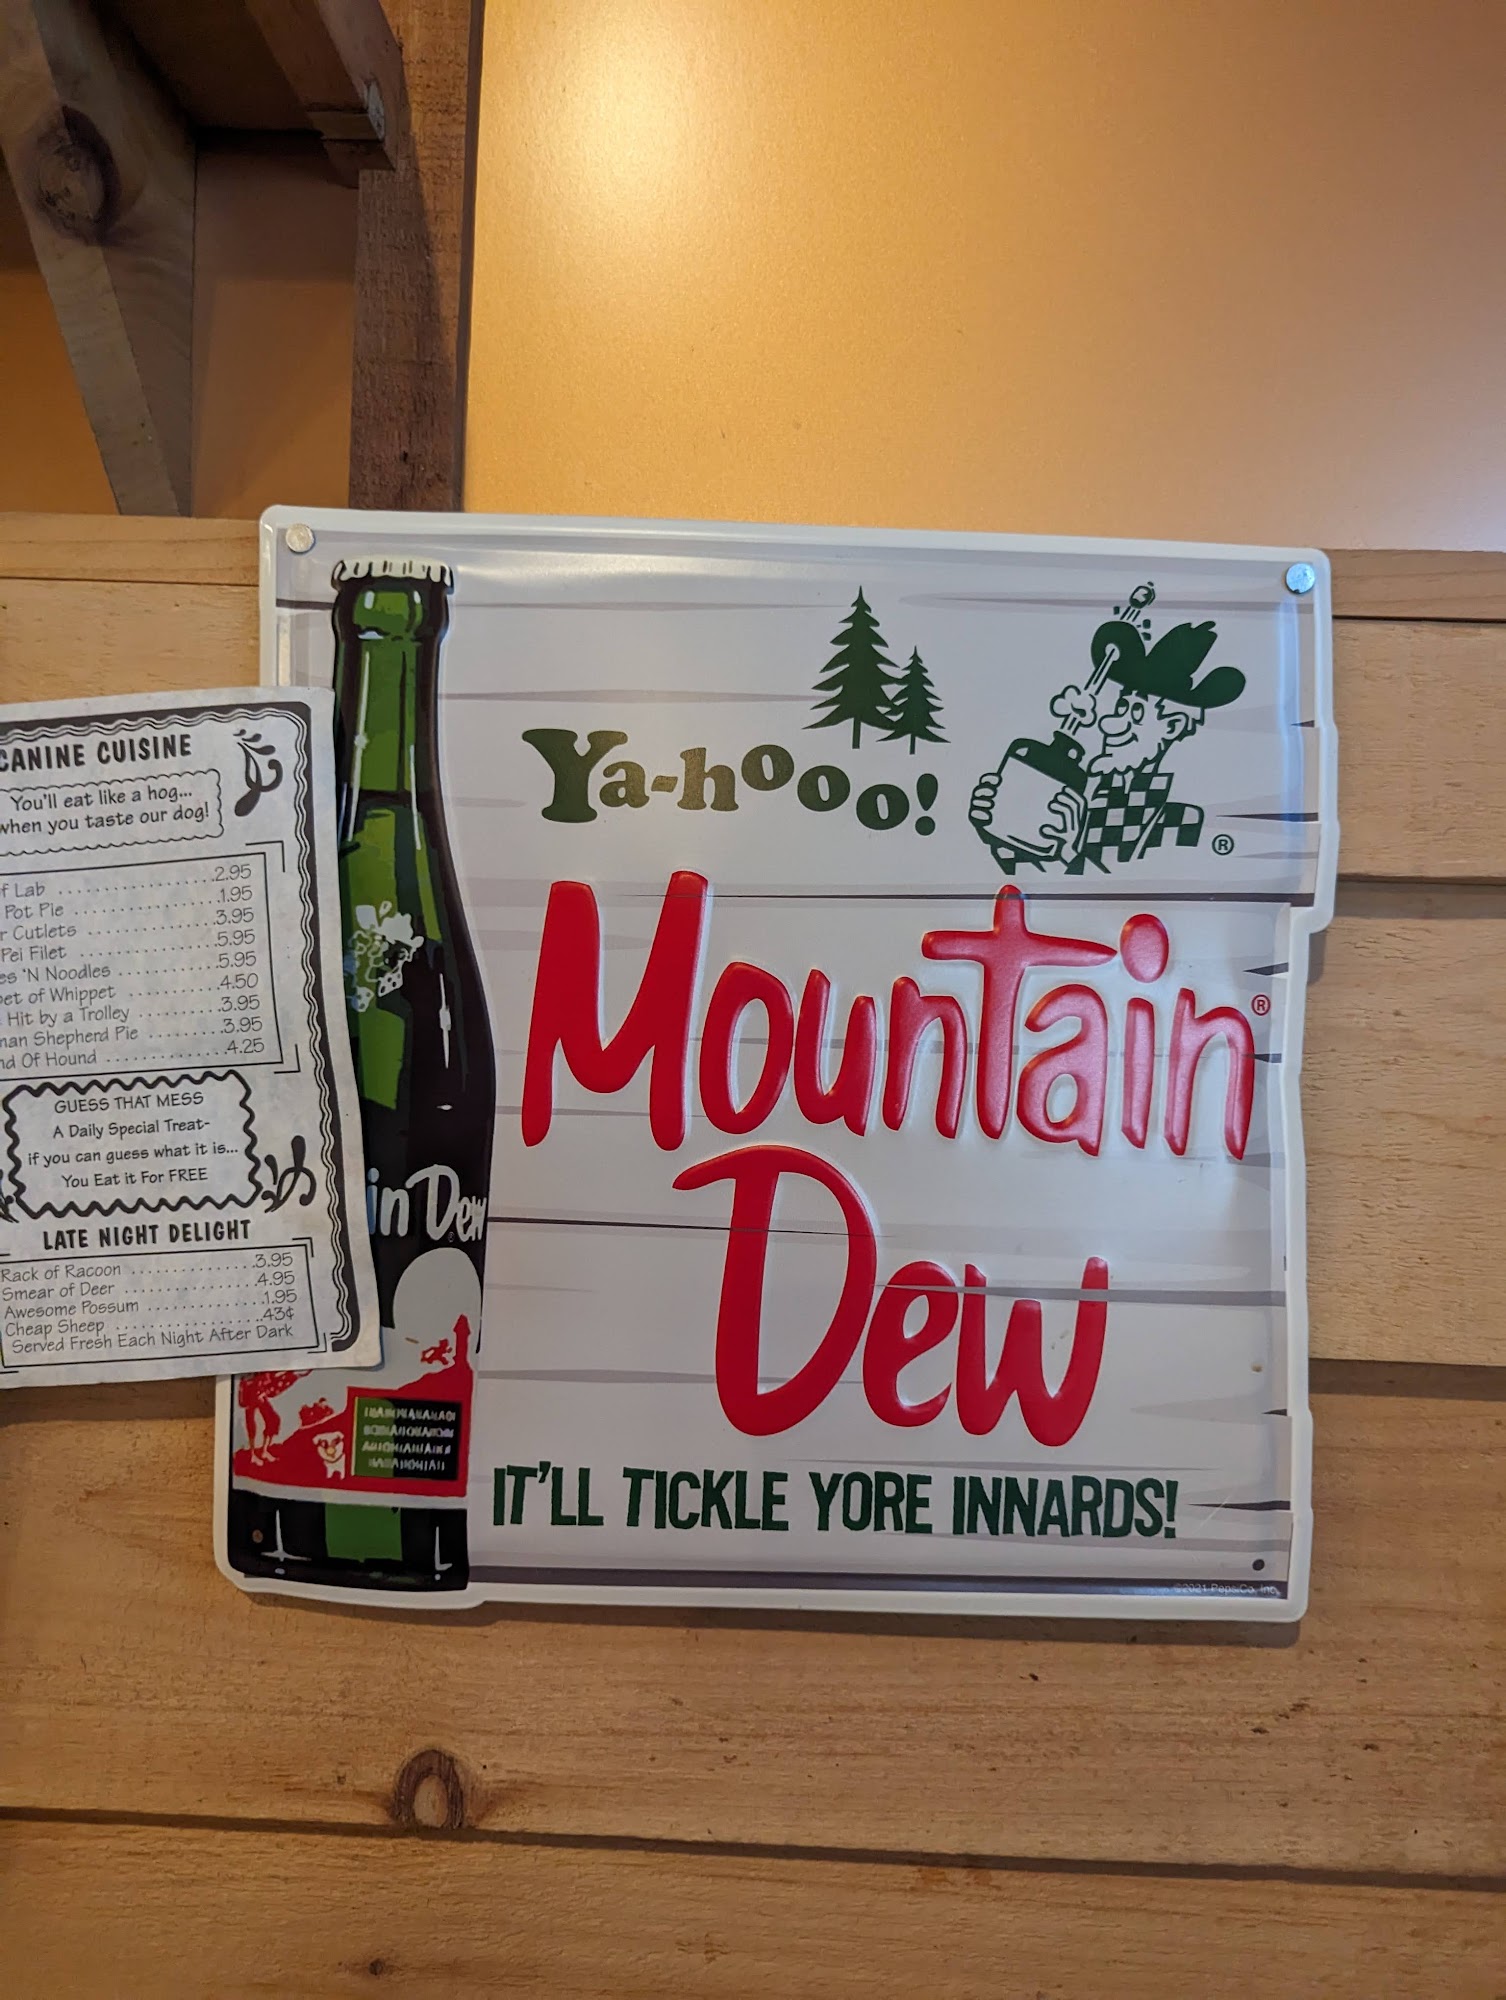 CANINE CUISINE
You'll eat like a hog...
when you taste our dog!
Lab ....................2.95
Pot Pie ..................1.95
Cutlets .................3.95
Pei Filet ..................5.95
'N Noodles ..............5.95
of Whippet ............4.50
Hit by a Trolley ..........3.95
Shepherd Pie ........3.95
Of Hound ..............4.25
GUESS THAT MESS
A Daily Special Treat-
if you can guess what it is...
You Eat it For FREE
LATE NIGHT DELIGHT
Rack of Racoon ..............3.95
Smear of Deer ................4.95
Awesome Possum .............1.95
Cheap Sheep ..................43¢
Served Fresh Each Night After Dark
in Dew
Ya-hooo!
®
Mountain®
Dew
IT'LL TICKLE YORE INNARDS!
©2021 PepsiCo, Inc.